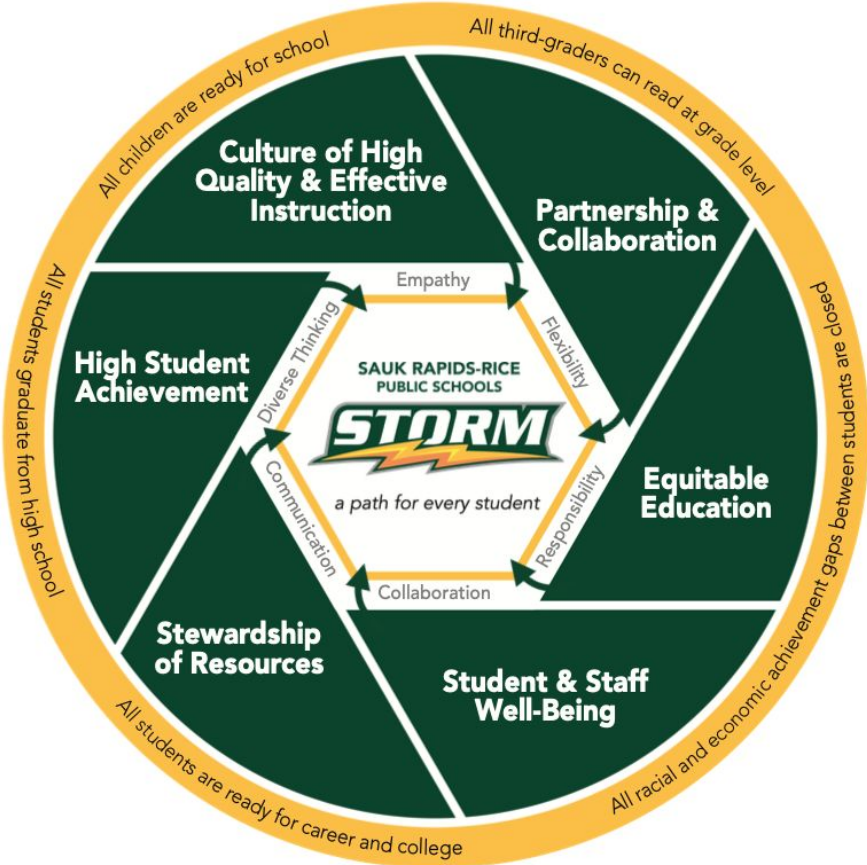 All children are ready for school
All third-graders can read at grade level
All racial and economic achievement gaps between students are closed
All students are ready for career and college
All students graduate from high school
Culture of High
Quality & Effective
Instruction
Partnership &
Collaboration
Equitable
Education
Student & Staff
Well-Being
Stewardship
of Resources
High Student
Achievement
Empathy
Flexibility
Responsibility
Collaboration
Communication
Diverse Thinking
SAUK RAPIDS-RICE
PUBLIC SCHOOLS
STORM
a path for every student